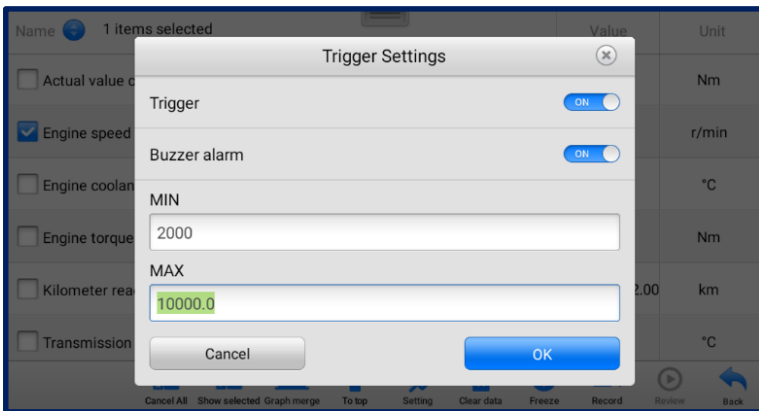 Name 1 items selected Value Unit
Trigger Settings
Actual value Nm
Trigger ON
Engine speed r/min
Buzzer alarm ON
Engine °C
MIN
2000
Engine torque Nm
MAX
Kilometer 2.00 km
10000.0
Transmission °C
Cancel OK
Cancel All Show selected Graph merge To top Setting Clear data Freeze Record Review Back